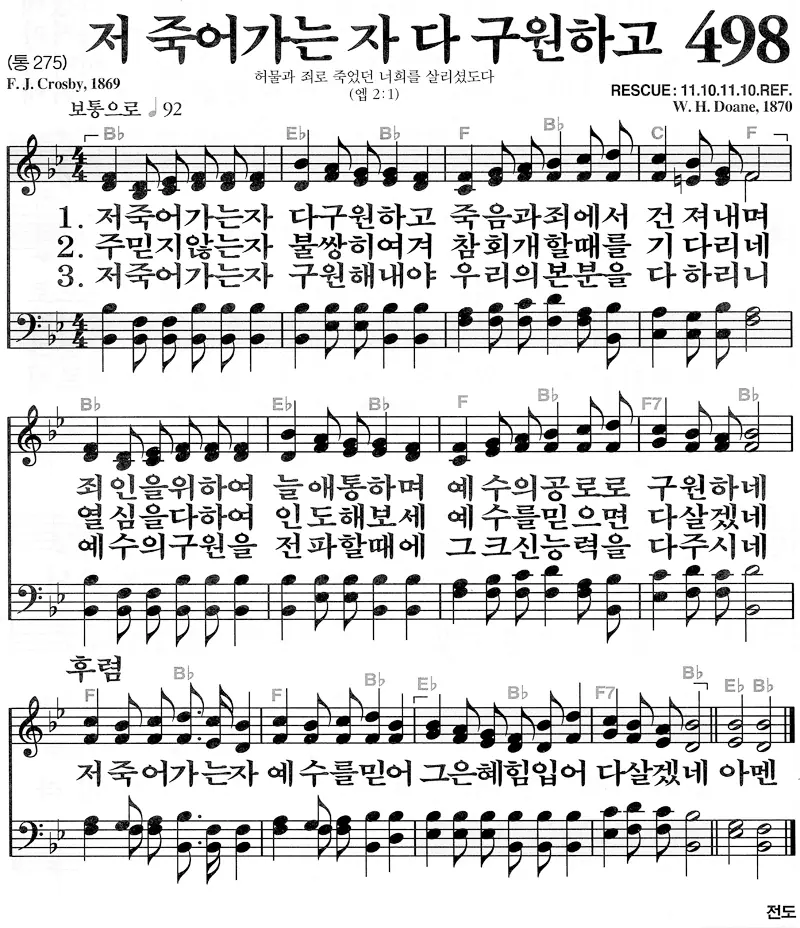 저 죽어가는 자 다 구원하고 498
(통 275)
허물과 죄로 죽었던 너희를 살리셨도다
F. J. Crosby, 1869
(엡 2:1)
RESCUE: 11.10.11.10.REF.
W. H. Doane, 1870
보통으로 ♩ 92
B♭ E♭ B♭ F B♭ C F
1. 저죽어가는자 다구원하고 죽음과죄에서 건져내며
2. 주믿지않는자 불쌍히여겨 참회개할때를 기다리네
3. 저죽어가는자 구원해내야 우리의본분을 다하리니
B♭ E♭ B♭ F B♭ F7 B♭
죄인을위하여 늘애통하며 예수의공로로 구원하네
열심을다하여 인도해보세 예수를믿으면 다살겠네
예수의구원을 전파할때에 그크신능력을 다주시네
후렴
F B♭ F B♭ E♭ B♭ F7 B♭ E♭ B♭
저죽어가는자 예수를믿어 그은혜힘입어 다살겠네 아멘
전도